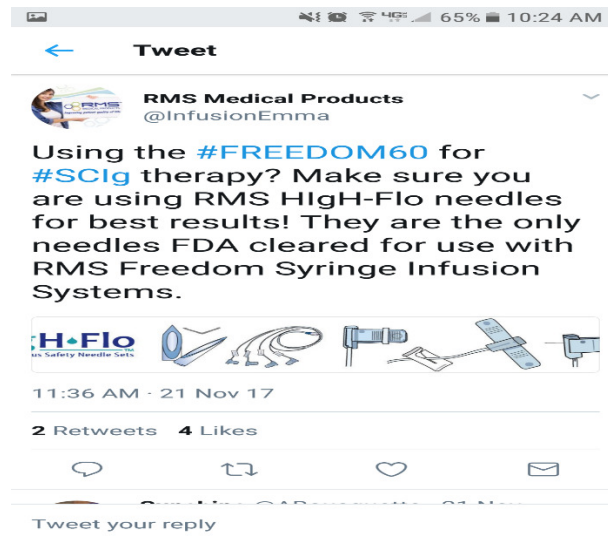 4G 65% 10:24 AM
Tweet
RMS
RMS Medical Products
@InfusionEmma
Using the #FREEDOM60 for
#SCIg therapy? Make sure you
are using RMS HIgH-Flo needles
for best results! They are the only
needles FDA cleared for use with
RMS Freedom Syringe Infusion
Systems.
H•Flo
us Safety Needle Sets
11:36 AM · 21 Nov 17
2 Retweets 4 Likes
Tweet your reply